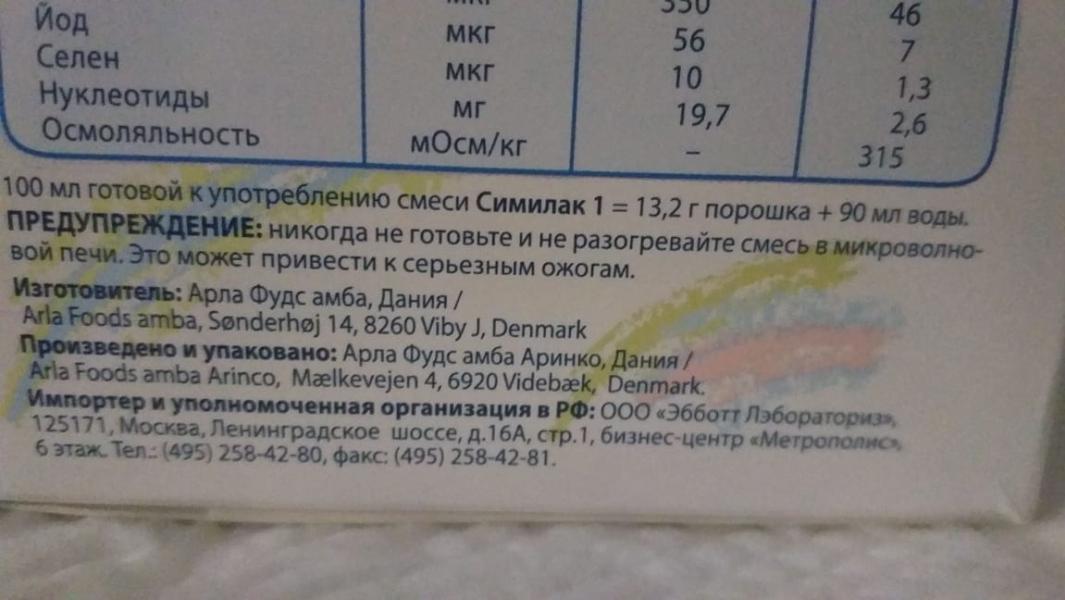 мкг 350 46
Йод мкг 56 7
Селен мкг 10 1,3
Нуклеотиды мг 19,7 2,6
Осмоляльность мОсм/кг – 315
100 мл готовой к употреблению смеси Симилак 1 = 13,2 г порошка + 90 мл воды.
ПРЕДУПРЕЖДЕНИЕ: никогда не готовьте и не разогревайте смесь в микроволно-
вой печи. Это может привести к серьезным ожогам.
Изготовитель: Арла Фудс амба, Дания /
Arla Foods amba, Sønderhøj 14, 8260 Viby J, Denmark
Произведено и упаковано: Арла Фудс амба Аринко, Дания /
Arla Foods amba Arinco, Mælkevejen 4, 6920 Videbæk, Denmark.
Импортер и уполномоченная организация в РФ: ООО «Эбботт Лэбораториз»,
125171, Москва, Ленинградское шоссе, д.16А, стр.1, бизнес-центр «Метрополис»,
6 этаж. Тел.: (495) 258-42-80, факс: (495) 258-42-81.